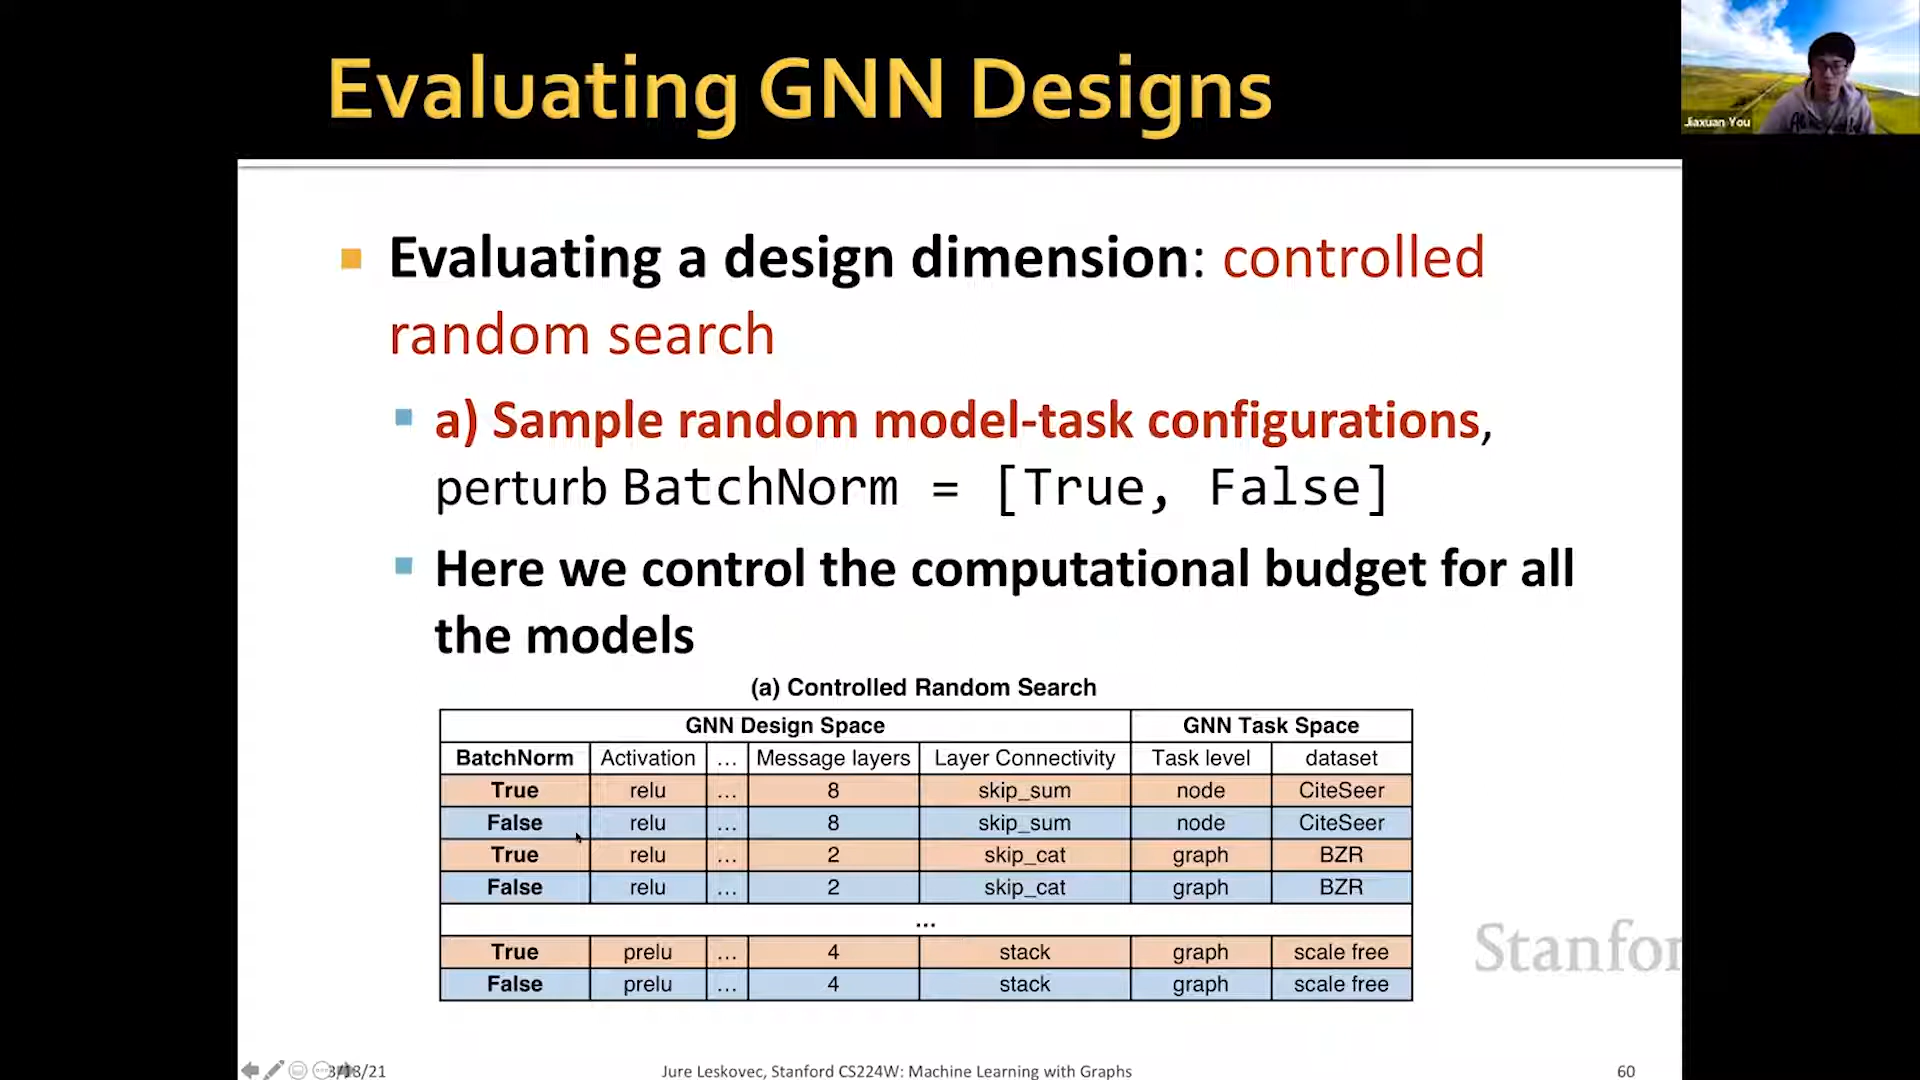 Evaluating GNN Designs
Jiaxuan You
Evaluating a design dimension: controlled
random search
a) Sample random model-task configurations,
perturb BatchNorm = [True, False]
Here we control the computational budget for all
the models
(a) Controlled Random Search
GNN Design Space GNN Task Space
BatchNorm Activation ... Message layers Layer Connectivity Task level dataset
True relu ... 8 skip_sum node CiteSeer
False relu ... 8 skip_sum node CiteSeer
True relu ... 2 skip_cat graph BZR
False relu ... 2 skip_cat graph BZR
...
True prelu ... 4 stack graph scale free
False prelu ... 4 stack graph scale free
Stanfor
/21 Jure Leskovec, Stanford CS224W: Machine Learning with Graphs 60